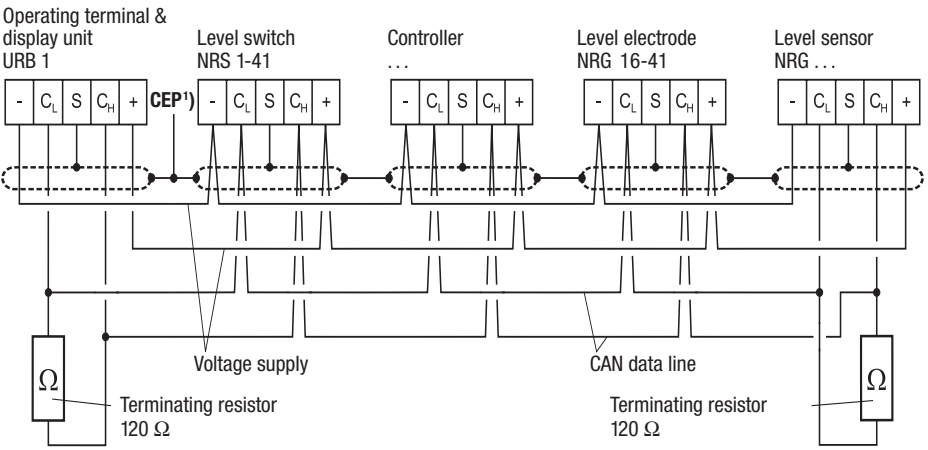 Operating terminal &
display unit
URB 1
Level switch
NRS 1-41
Controller
. . .
Level electrode
NRG 16-41
Level sensor
NRG . . .
- C_L S C_H +
CEP¹)
- C_L S C_H +
- C_L S C_H +
- C_L S C_H +
- C_L S C_H +
Voltage supply
CAN data line
Ω
Terminating resistor
120 Ω
Terminating resistor
120 Ω
Ω